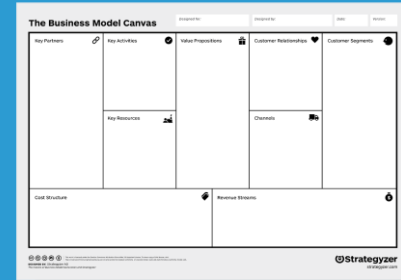 The Business Model Canvas
Designed for:
Designed by:
Date:
Version:
Key Partners
Key Activities
Value Propositions
Customer Relationships
Customer Segments
Key Resources
Channels
Cost Structure
Revenue Streams
Strategyzer
strategyzer.com